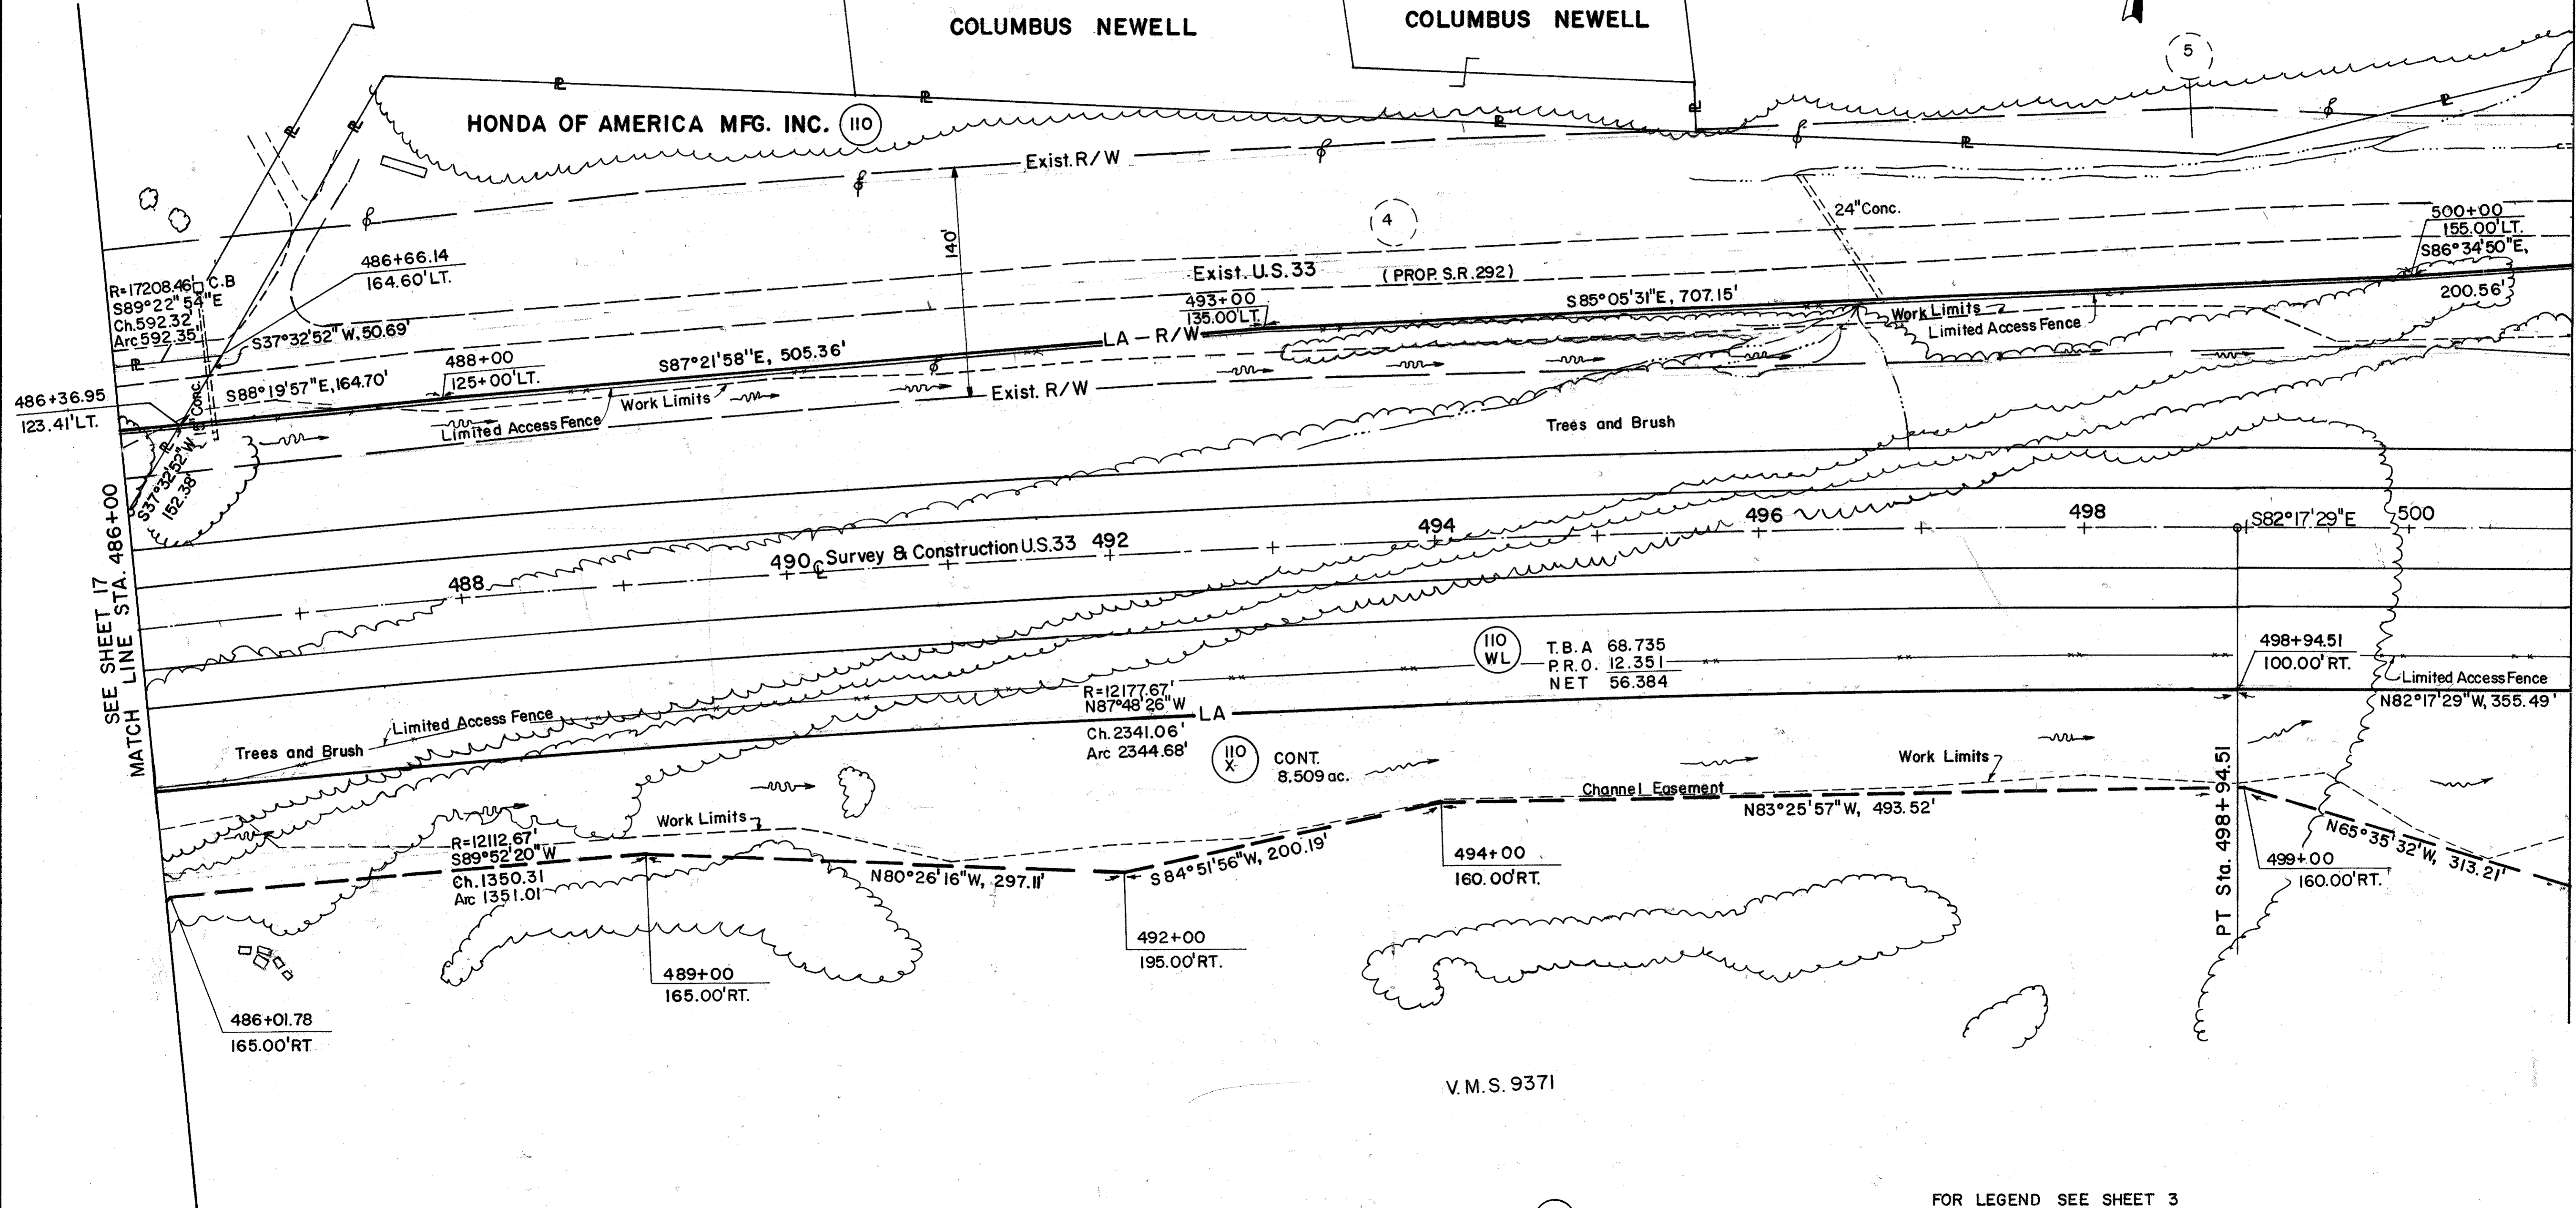 COLUMBUS NEWELL
COLUMBUS NEWELL
5
HONDA OF AMERICA MFG. INC. 110
Exist. R/W
4
24"Conc.
140'
500+00
155.00'LT.
S86°34'50"E,
200.56'
486+66.14
164.60'LT.
Exist. U.S.33 (PROP. S.R.292)
R=17208.46' C.B
S89°22"54"E
Ch.592.32'
Arc 592.35'
493+00
135.00'LT.
S85°05'31"E, 707.15'
Work Limits
Limited Access Fence
S37°32'52"W, 50.69'
LA-R/W
488+00
125+00'LT.
S87°21'58"E, 505.36'
S88°19'57"E, 164.70'
Exist. R/W
Work Limits
Limited Access Fence
486+36.95
123.41'LT.
Conc.
S37°32'52"W
152.38'
Trees and Brush
SEE SHEET 17
MATCH LINE STA. 486+00
488
490
Survey & Construction U.S.33
492
494
496
498
S82°17'29"E
500
110
WL
T.B.A 68.735
P.R.O. 12.351
NET 56.384
498+94.51
100.00'RT.
Limited Access Fence
N82°17'29"W, 355.49'
R=12177.67'
N87°48'26"W
LA
Ch. 2341.06'
Arc 2344.68'
Limited Access Fence
Trees and Brush
110
X
CONT.
8.509 ac.
Work Limits
Channel Easement
N83°25'57"W, 493.52'
PT Sta. 498+94.51
Work Limits
R=12112.67'
S89°52'20"W
Ch.1350.31
Arc 1351.01
N80°26'16"W, 297.11'
S84°51'56"W, 200.19'
494+00
160.00'RT.
N65°35'32"W, 313.21'
499+00
160.00'RT.
492+00
195.00'RT.
489+00
165.00'RT.
486+01.78
165.00'RT
V.M.S. 9371
FOR LEGEND SEE SHEET 3